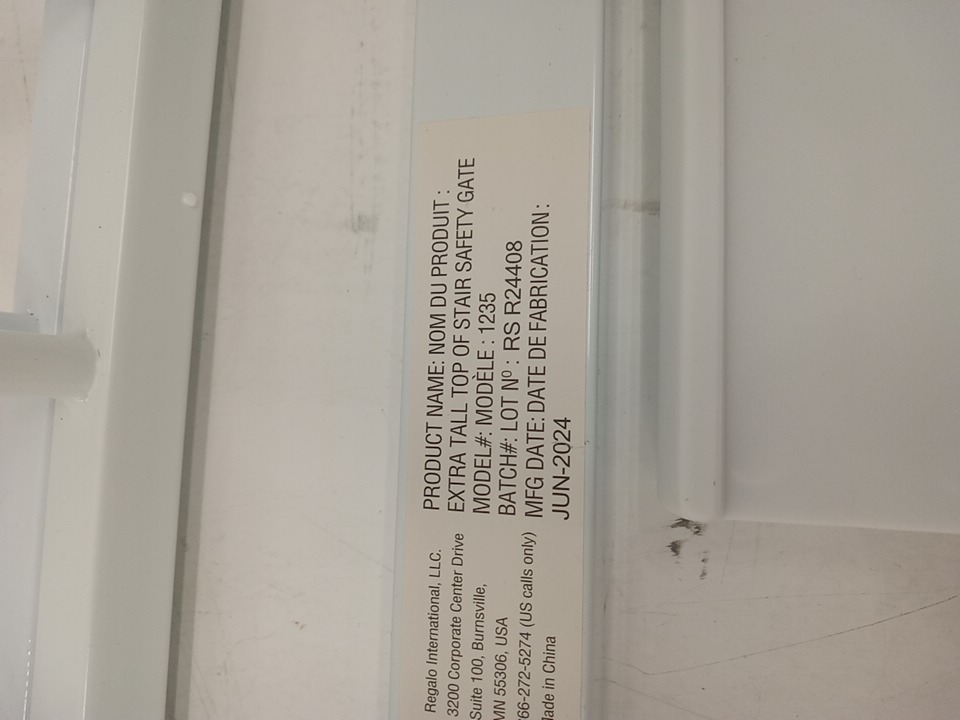 PRODUCT NAME: NOM DU PRODUIT :
EXTRA TALL TOP OF STAIR SAFETY GATE
MODEL#: MODÈLE : 1235
BATCH#: LOT Nº : RS R24408
MFG DATE: DATE DE FABRICATION :
JUN-2024
Regalo International, LLC.
3200 Corporate Center Drive
Suite 100, Burnsville,
MN 55306, USA
66-272-5274 (US calls only)
Made in China